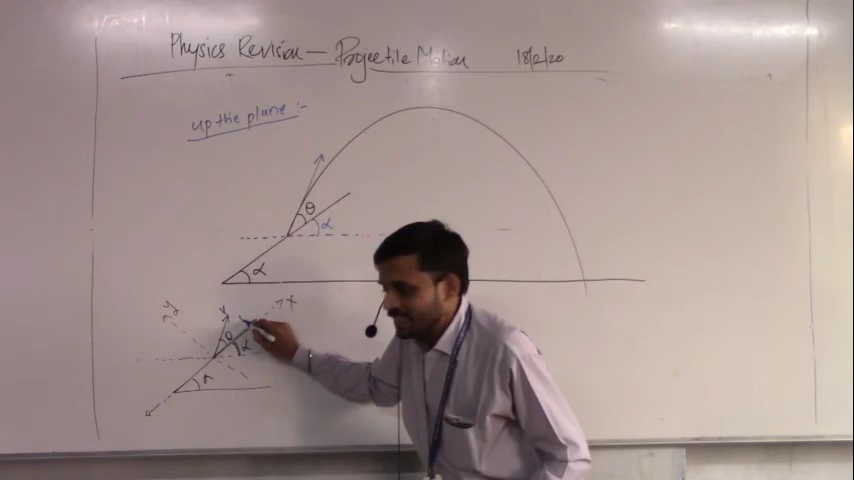 Physics Revision — Projectile Motion 18/2/20
up the plane :-
θ
α
α
y
x
θ
α
α